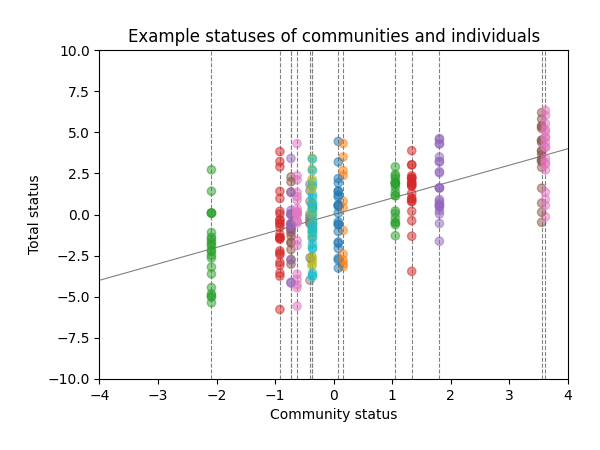 Example statuses of communities and individuals
10.0
7.5
5.0
2.5
0.0
−2.5
−5.0
−7.5
−10.0
Total status
−4 −3 −2 −1 0 1 2 3 4
Community status